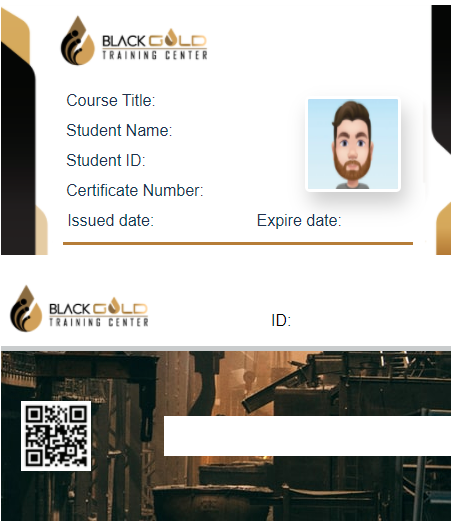 BLACK GOLD
TRAINING CENTER
Course Title:
Student Name:
Student ID:
Certificate Number:
Issued date:
Expire date:
BLACK GOLD
TRAINING CENTER
ID: